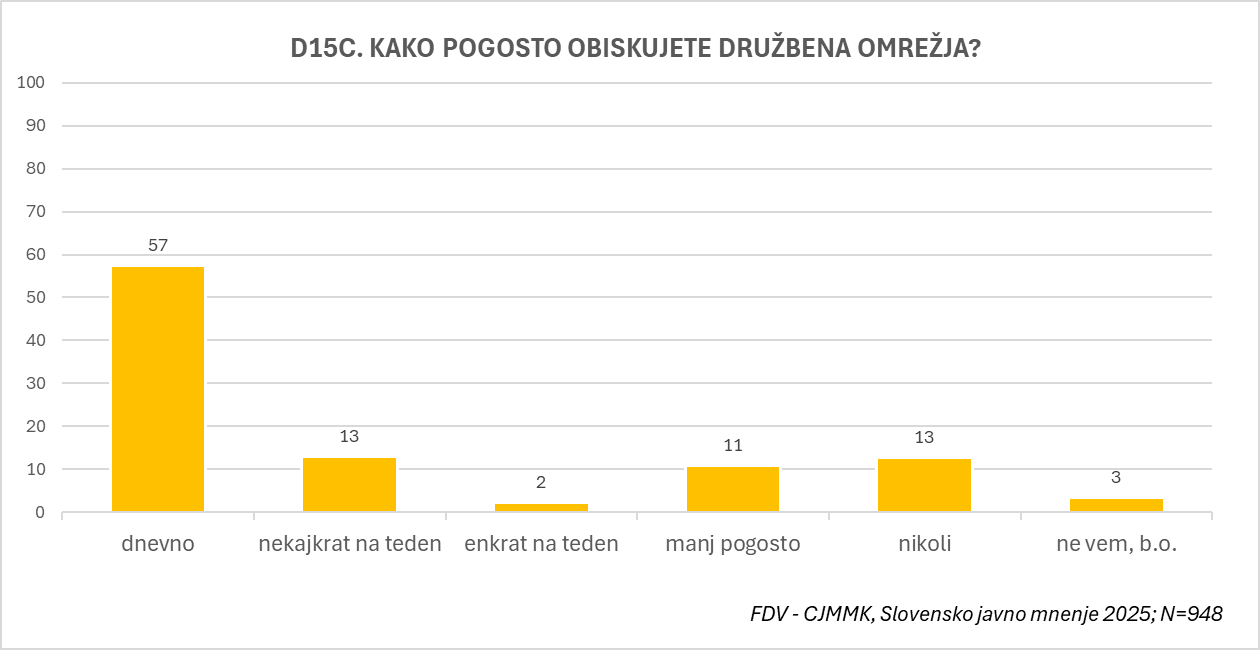 D15C. KAKO POGOSTO OBISKUJETE DRUŽBENA OMREŽJA?
100
90
80
70
60
50
40
30
20
10
0
57
13
2
11
13
3
dnevno
nekajkrat na teden
enkrat na teden
manj pogosto
nikoli
ne vem, b.o.
FDV - CJMMK, Slovensko javno mnenje 2025; N=948